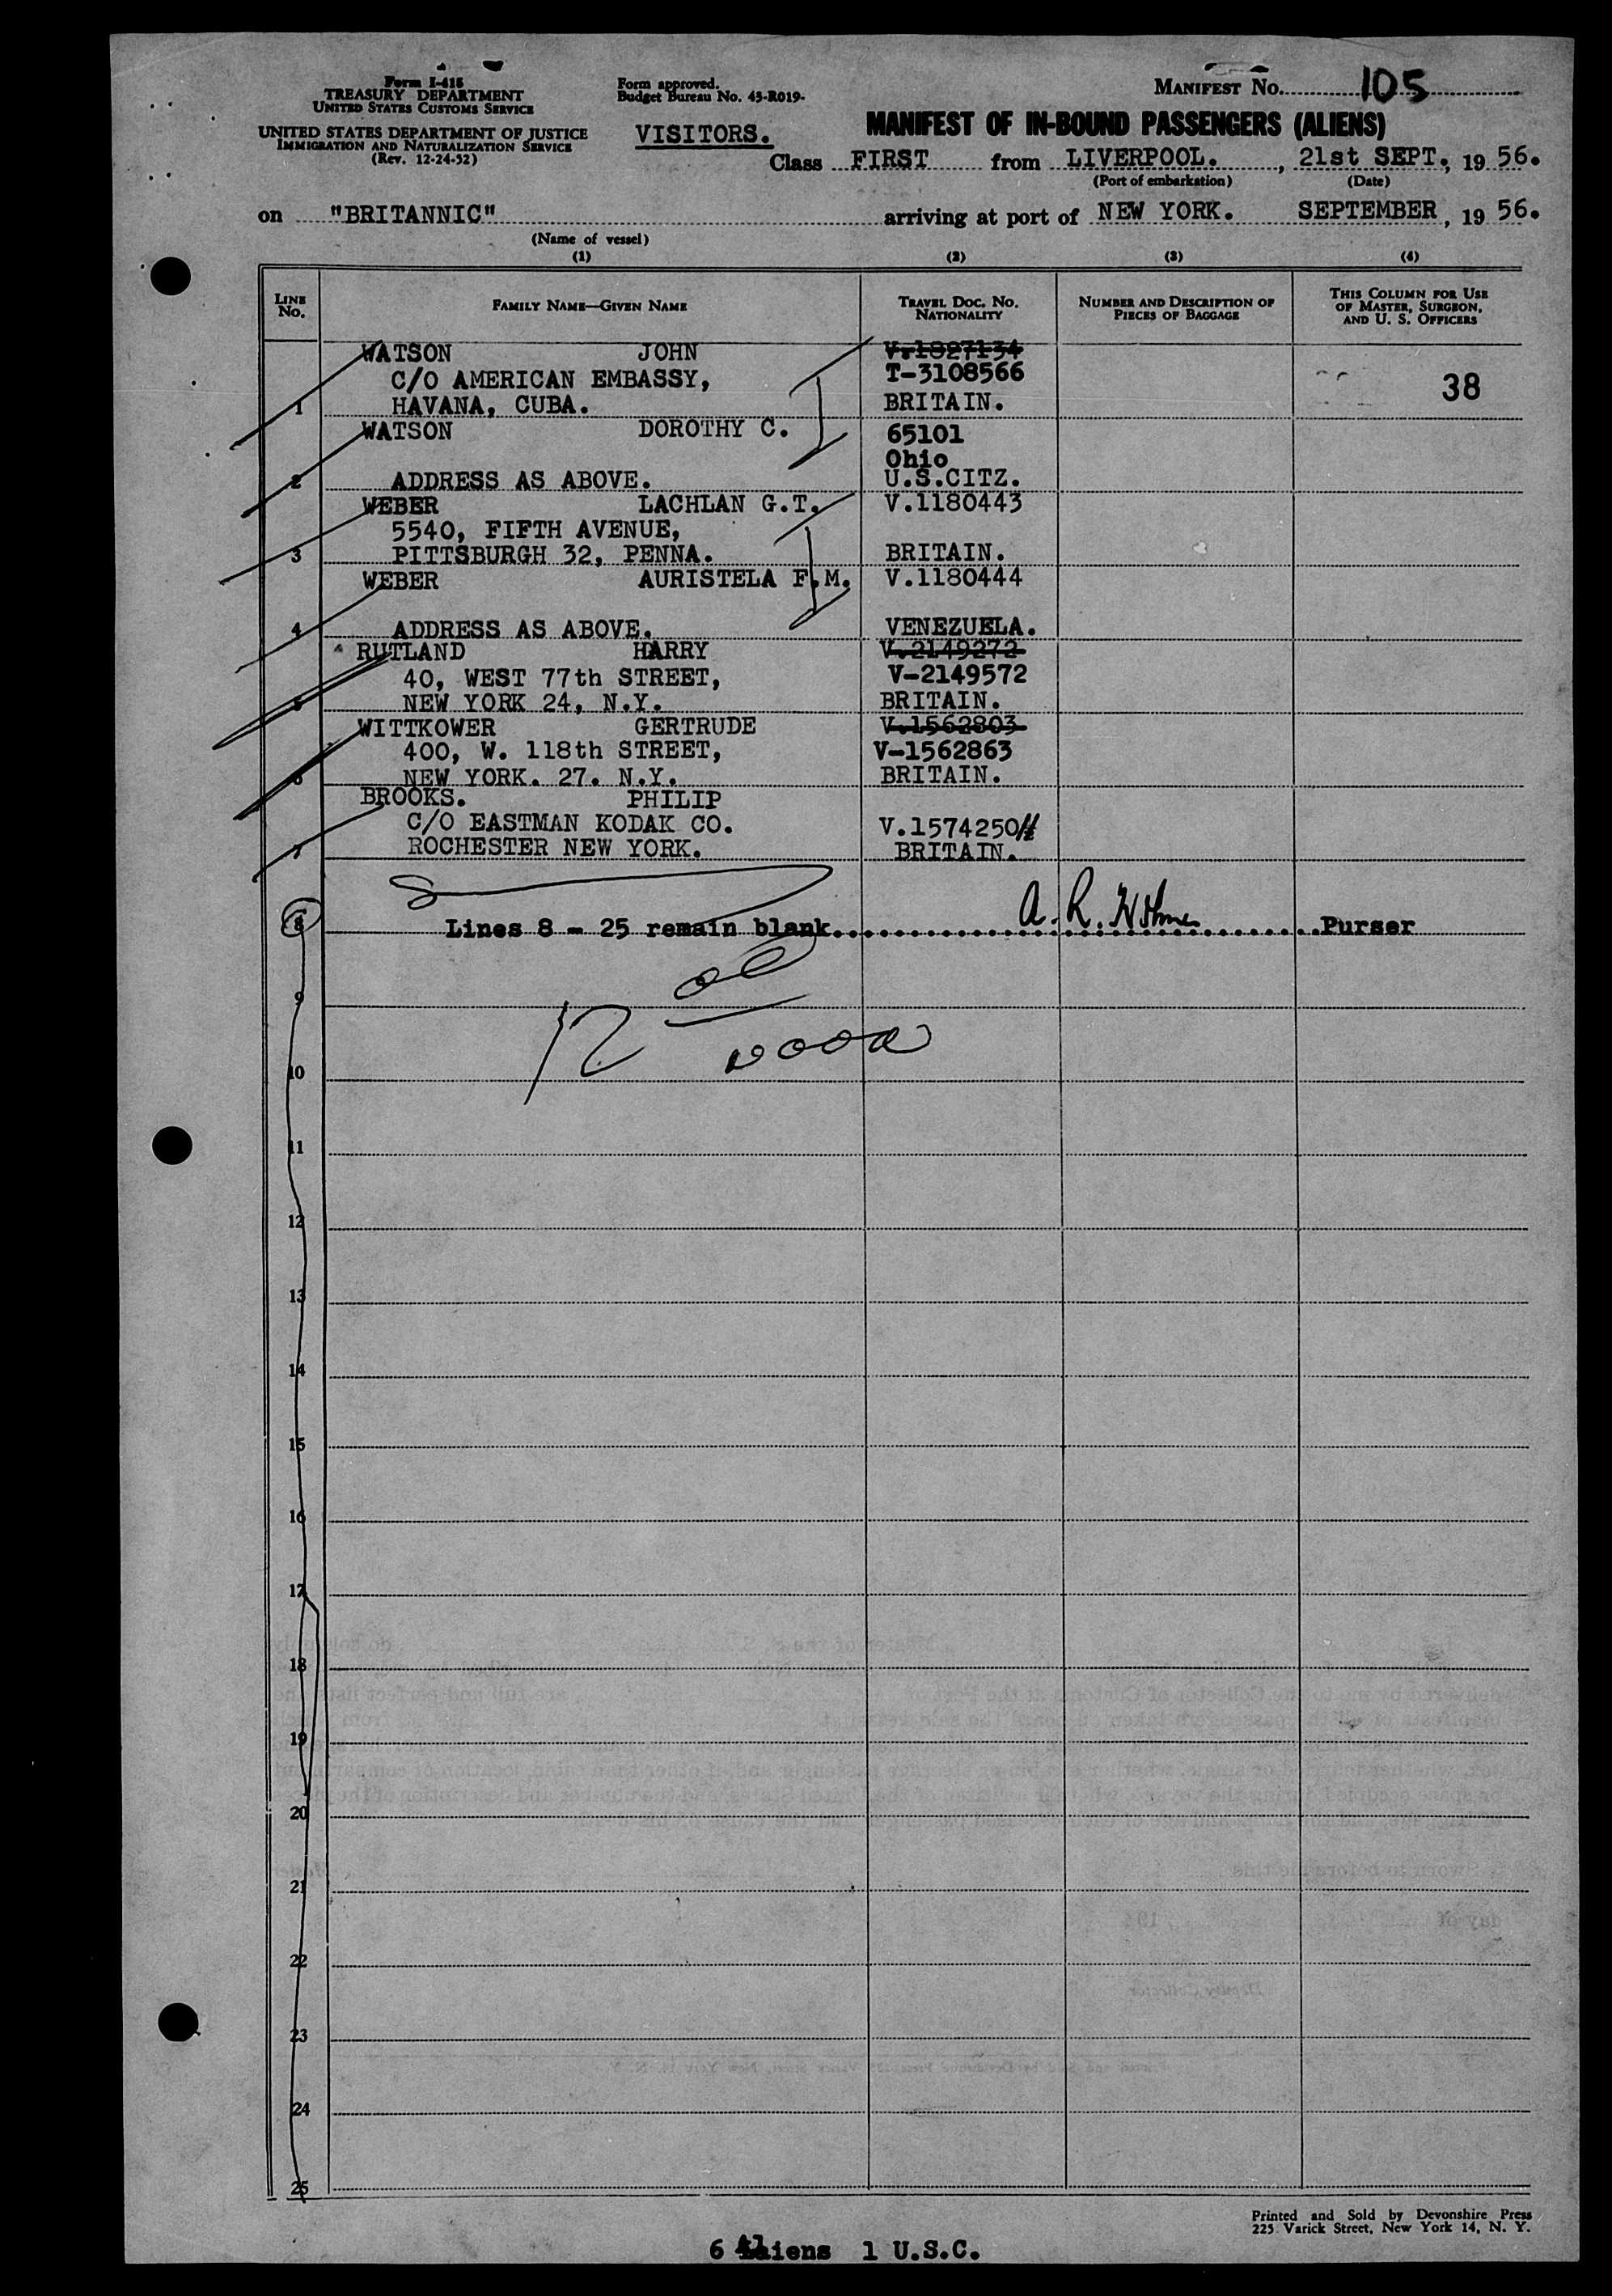 Form I-418
TREASURY DEPARTMENT
UNITED STATES CUSTOMS SERVICE
UNITED STATES DEPARTMENT OF JUSTICE
IMMIGRATION AND NATURALIZATION SERVICE
(Rev. 12-24-52)
Form approved.
Budget Bureau No. 43-R019-
VISITORS.
MANIFEST No. 105
MANIFEST OF IN-BOUND PASSENGERS (ALIENS)
Class FIRST from LIVERPOOL. , 21st SEPT. , 19 56.
(Port of embarkation) (Date)
on "BRITANNIC" arriving at port of NEW YORK. SEPTEMBER , 19 56.
(Name of vessel)
(1) (2) (3) (4)
LINE No. FAMILY NAME—GIVEN NAME TRAVEL DOC. NO. NATIONALITY NUMBER AND DESCRIPTION OF PIECES OF BAGGAGE THIS COLUMN FOR USE OF MASTER, SURGEON, AND U. S. OFFICERS
WATSON JOHN V.1827134
C/O AMERICAN EMBASSY, T-3108566 38
1 HAVANA, CUBA. BRITAIN.
WATSON DOROTHY C. 65101
Ohio
2 ADDRESS AS ABOVE. U.S.CITZ.
WEBER LACHLAN G.T. V.1180443
5540, FIFTH AVENUE,
3 PITTSBURGH 32, PENNA. BRITAIN.
WEBER AURISTELA F.M. V.1180444
4 ADDRESS AS ABOVE. VENEZUELA.
RUTLAND HARRY V.2149272
40, WEST 77th STREET, V-2149572
5 NEW YORK 24, N.Y. BRITAIN.
WITTKOWER GERTRUDE V.1562803
400, W. 118th STREET, V-1562863
6 NEW YORK. 27. N.Y. BRITAIN.
BROOKS. PHILIP
C/O EASTMAN KODAK CO. V.1574250
7 ROCHESTER NEW YORK. BRITAIN.
8 Lines 8 - 25 remain blank. A. R. Purser
9
10
11
12
13
14
15
16
17
18
19
20
21
22
23
24
25
Printed and Sold by Devonshire Press
225 Varick Street, New York 14, N. Y.
6 Aliens 1 U.S.C.